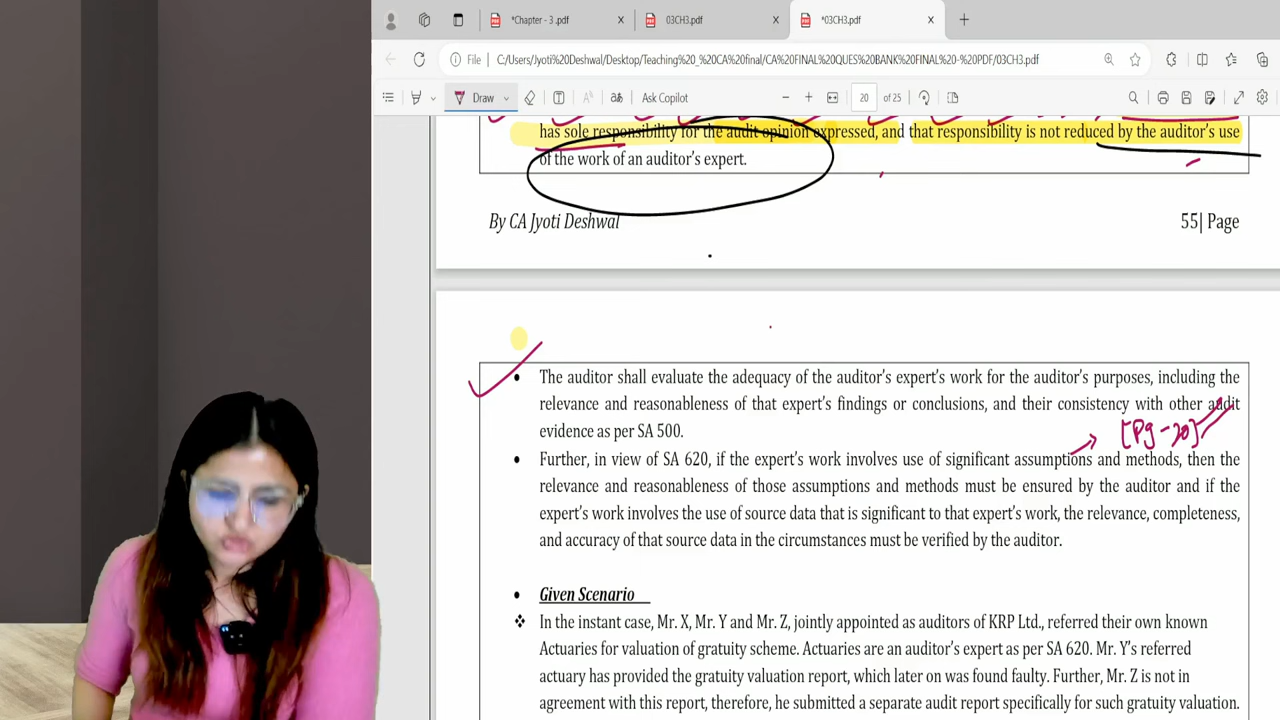 *Chapter - 3 .pdf
03CH3.pdf
*03CH3.pdf
File
C:/Users/Jyoti%20Deshwal/Desktop/Teaching%20_%20CA%20final/CA%20FINAL%20QUES%20BANK%20FINAL%20-%20PDF/03CH3.pdf
Draw
Ask Copilot
20 of 25
has sole responsibility for the audit opinion expressed, and that responsibility is not reduced by the auditor's use
of the work of an auditor's expert.
By CA Jyoti Deshwal
55| Page
• The auditor shall evaluate the adequacy of the auditor's expert's work for the auditor's purposes, including the
relevance and reasonableness of that expert's findings or conclusions, and their consistency with other audit
evidence as per SA 500.
[Pg-20]
• Further, in view of SA 620, if the expert's work involves use of significant assumptions and methods, then the
relevance and reasonableness of those assumptions and methods must be ensured by the auditor and if the
expert's work involves the use of source data that is significant to that expert's work, the relevance, completeness,
and accuracy of that source data in the circumstances must be verified by the auditor.
• Given Scenario
❖ In the instant case, Mr. X, Mr. Y and Mr. Z, jointly appointed as auditors of KRP Ltd., referred their own known
Actuaries for valuation of gratuity scheme. Actuaries are an auditor's expert as per SA 620. Mr. Y's referred
actuary has provided the gratuity valuation report, which later on was found faulty. Further, Mr. Z is not in
agreement with this report, therefore, he submitted a separate audit report specifically for such gratuity valuation.